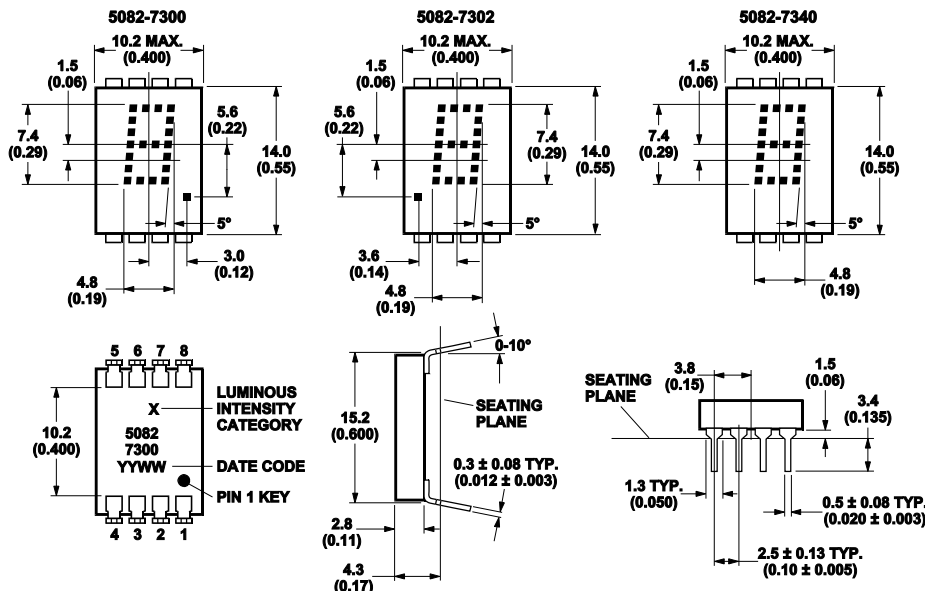 5082-7300
10.2 MAX.
(0.400)
1.5
(0.06)
7.4
(0.29)
5.6
(0.22)
14.0
(0.55)
5°
3.0
(0.12)
4.8
(0.19)
5082-7302
10.2 MAX.
(0.400)
1.5
(0.06)
5.6
(0.22)
7.4
(0.29)
14.0
(0.55)
5°
3.6
(0.14)
4.8
(0.19)
5082-7340
10.2 MAX.
(0.400)
1.5
(0.06)
7.4
(0.29)
14.0
(0.55)
5°
4.8
(0.19)
5 6 7 8
10.2
(0.400)
X
5082
7300
YYWW
LUMINOUS
INTENSITY
CATEGORY
DATE CODE
PIN 1 KEY
4 3 2 1
0-10°
15.2
(0.600)
SEATING
PLANE
0.3 ± 0.08 TYP.
(0.012 ± 0.003)
2.8
(0.11)
4.3
(0.17)
SEATING
PLANE
3.8
(0.15)
1.5
(0.06)
3.4
(0.135)
1.3 TYP.
(0.050)
0.5 ± 0.08 TYP.
(0.020 ± 0.003)
2.5 ± 0.13 TYP.
(0.10 ± 0.005)